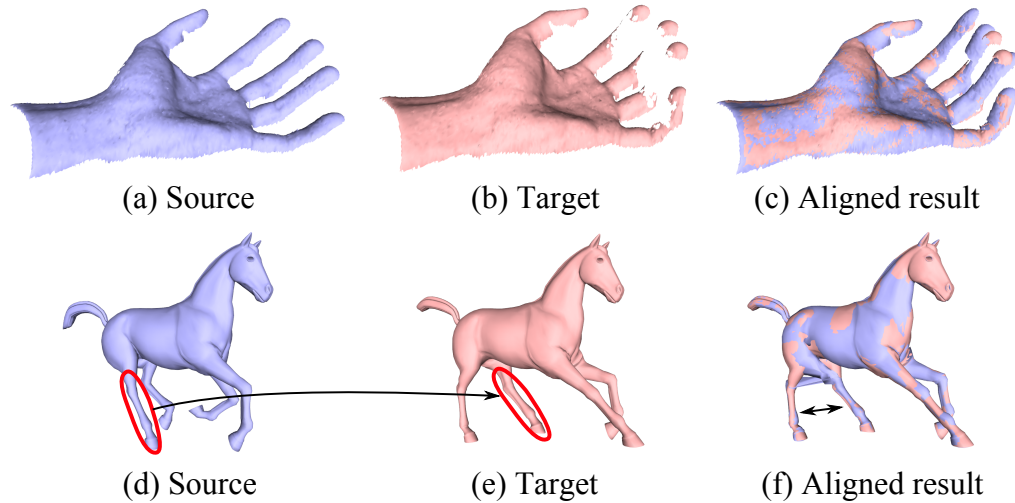 (a) Source
(b) Target
(c) Aligned result
(d) Source
(e) Target
(f) Aligned result